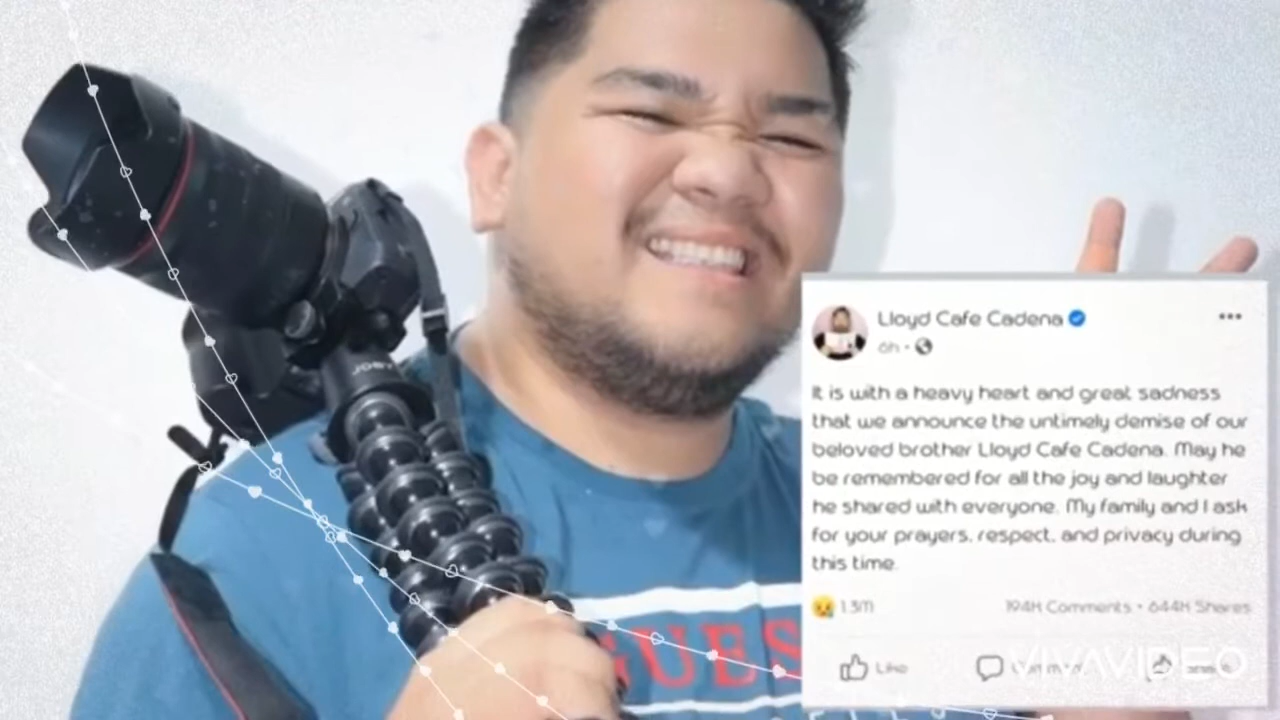 JOBY
GUES
Lloyd Cafe Cadena
6h
It is with a heavy heart and great sadness
that we announce the untimely demise of our
beloved brother Lloyd Cafe Cadena. May he
be remembered for all the joy and laughter
he shared with everyone. My family and I ask
for your prayers, respect, and privacy during
this time.
1.3M
194K Comments • 644K Shares
Like
VIVAVIDEO